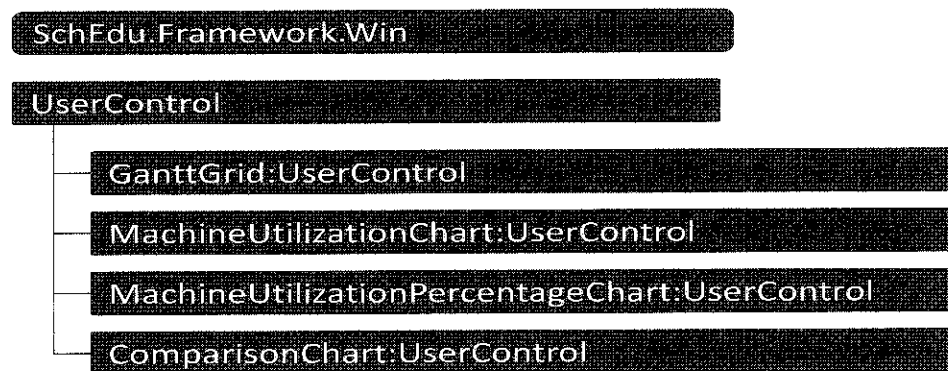 SchEdu.Framework.Win
UserControl
GanttGrid:UserControl
MachineUtilizationChart:UserControl
MachineUtilizationPercentageChart:UserControl
ComparisonChart:UserControl